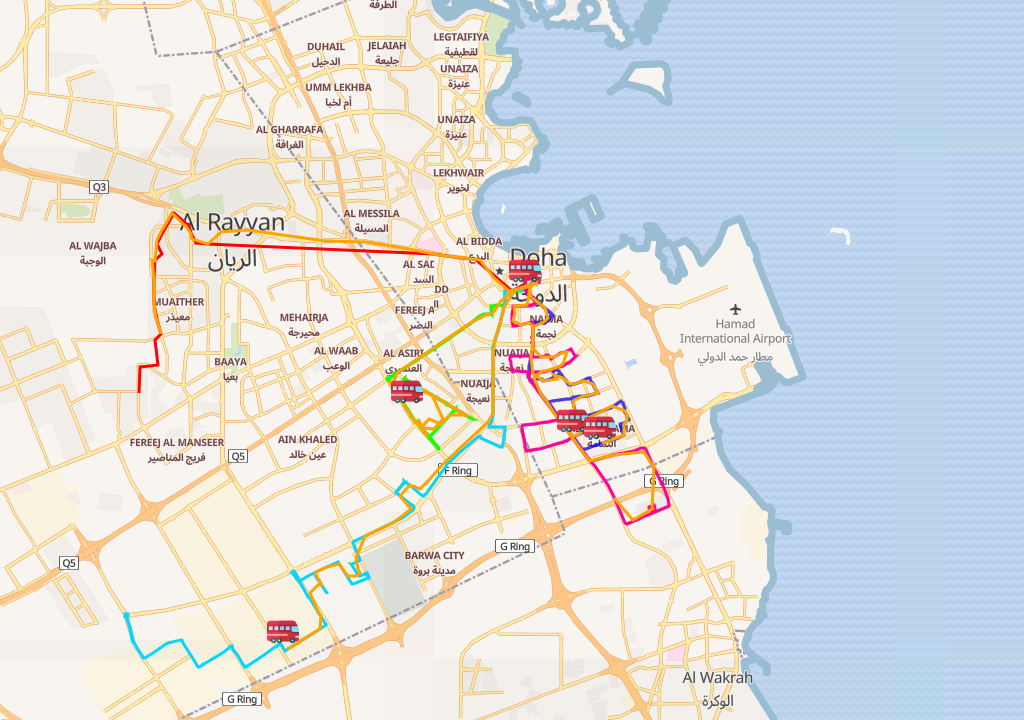 الطرفة
LEGTAIFIYA
لقطيفية
DUHAIL
الدحيل
JELAIAH
جليعة
UNAIZA
عنيزة
UMM LEKHBA
أم لخبا
UNAIZA
عنيزة
AL GHARRAFA
الغرافة
LEKHWAIR
لخوير
Q3
Al Rayyan
الريان
AL MESSILA
المسيلة
AL WAJBA
الوجبة
AL BIDDA
البدع
Doha
الدوحة
AL SAD
السد
DD
MUAITHER
معيذر
MEHAIRJA
محيرجة
FEREEJ A
النصر
NAJMA
نجمة
Hamad
International Airport
مطار حمد الدولي
BAAYA
بعيا
AL WAAB
الوعب
AL ASIRI
العسيري
NUAIJA
نعيجة
NUAIJA
نعيجة
AMA
الثمامة
FEREEJ AL MANSEER
فريج المناصير
AIN KHALED
عين خالد
Q5
F Ring
G Ring
G Ring
BARWA CITY
مدينة بروة
Q5
G Ring
Al Wakrah
الوكرة